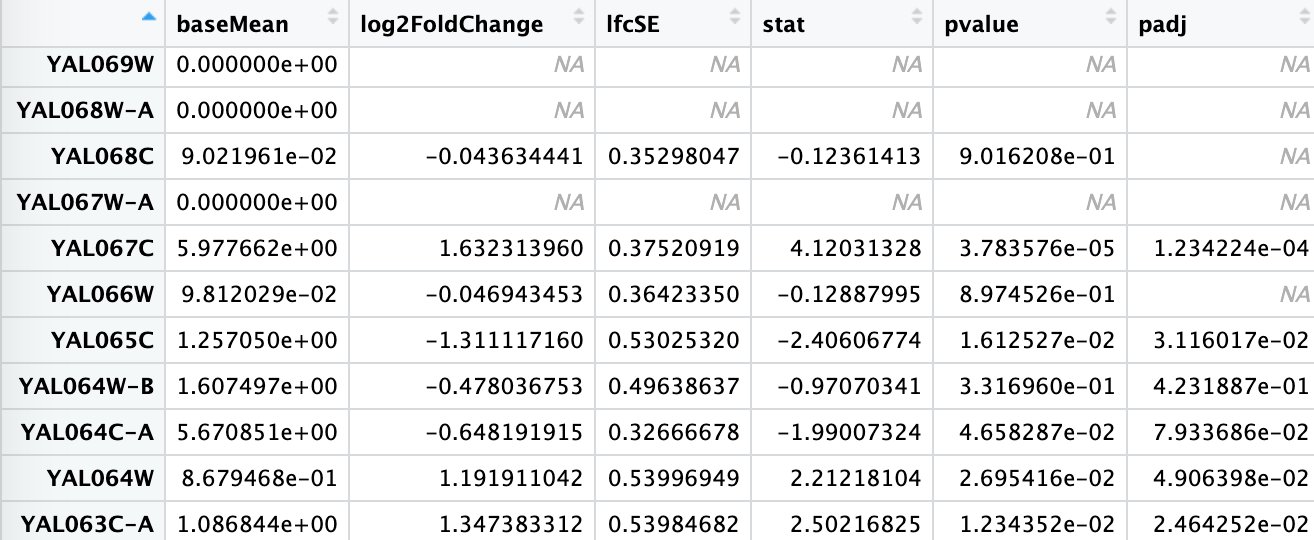 baseMean log2FoldChange lfcSE stat pvalue padj
YAL069W 0.000000e+00 NA NA NA NA NA
YAL068W-A 0.000000e+00 NA NA NA NA NA
YAL068C 9.021961e-02 -0.043634441 0.35298047 -0.12361413 9.016208e-01 NA
YAL067W-A 0.000000e+00 NA NA NA NA NA
YAL067C 5.977662e+00 1.632313960 0.37520919 4.12031328 3.783576e-05 1.234224e-04
YAL066W 9.812029e-02 -0.046943453 0.36423350 -0.12887995 8.974526e-01 NA
YAL065C 1.257050e+00 -1.311117160 0.53025320 -2.40606774 1.612527e-02 3.116017e-02
YAL064W-B 1.607497e+00 -0.478036753 0.49638637 -0.97070341 3.316960e-01 4.231887e-01
YAL064C-A 5.670851e+00 -0.648191915 0.32666678 -1.99007324 4.658287e-02 7.933686e-02
YAL064W 8.679468e-01 1.191911042 0.53996949 2.21218104 2.695416e-02 4.906398e-02
YAL063C-A 1.086844e+00 1.347383312 0.53984682 2.50216825 1.234352e-02 2.464252e-02